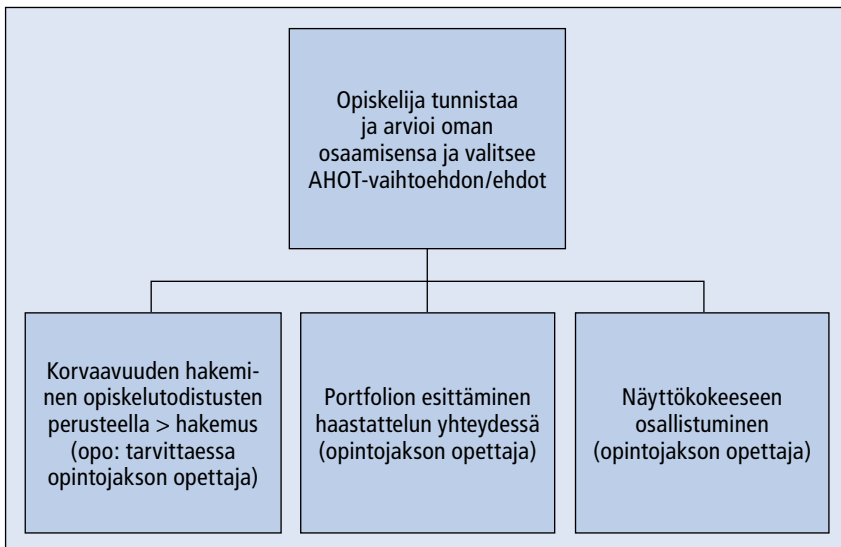 Opiskelija tunnistaa
ja arvioi oman
osaamisensa ja valitsee
AHOT-vaihtoehdon/ehdot
Korvaavuuden hakemi-
nen opiskelutodistusten
perusteella > hakemus
(opo: tarvittaessa
opintojakson opettaja)
Portfolion esittäminen
haastattelun yhteydessä
(opintojakson opettaja)
Näyttökokeeseen
osallistuminen
(opintojakson opettaja)